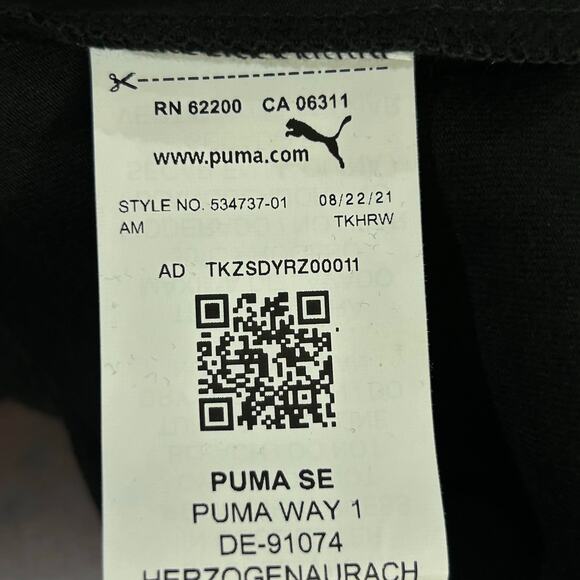 RN 62200 CA 06311
www.puma.com
STYLE NO. 534737-01 08/22/21
AM TKHRW
AD TKZSDYRZ00011
PUMA SE
PUMA WAY 1
DE-91074
HERZOGENAURACH